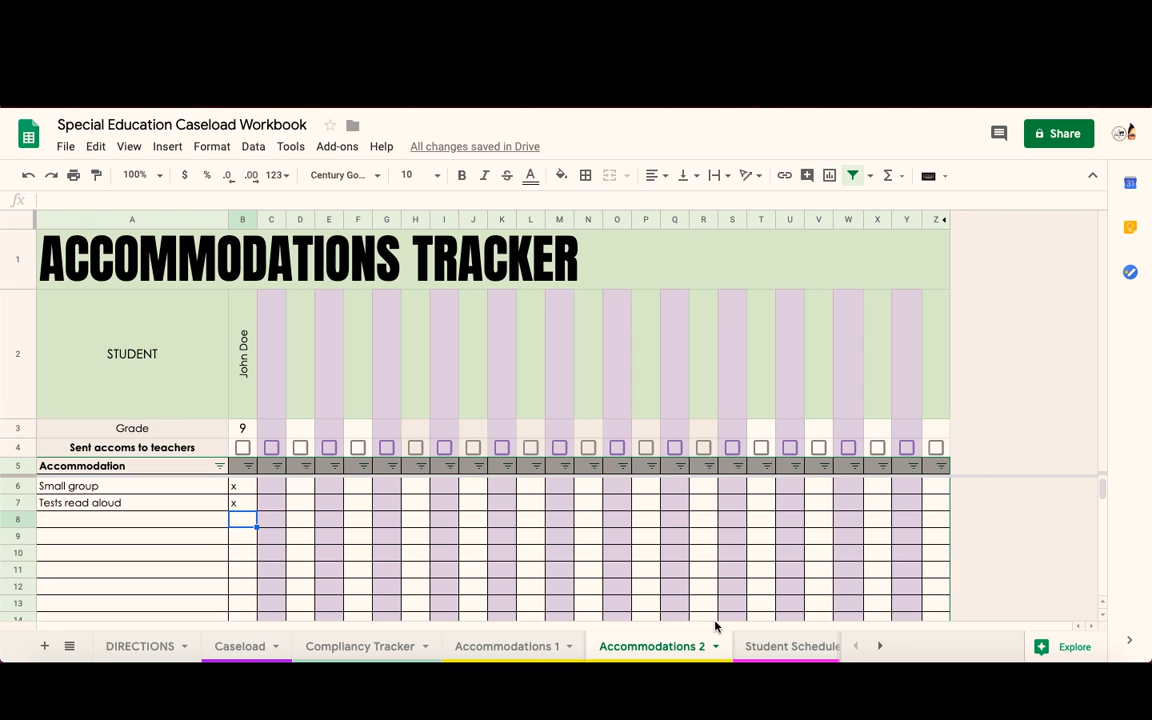 Special Education Caseload Workbook
File Edit View Insert Format Data Tools Add-ons Help All changes saved in Drive
Share
100% $ % .0 .00 123 Century Go... 10 B I S A Σ
fx
A B C D E F G H I J K L M N O P Q R S T U V W X Y Z
1 ACCOMMODATIONS TRACKER
2 STUDENT John Doe
3 Grade 9
4 Sent accoms to teachers
5 Accommodation
6 Small group x
7 Tests read aloud x
8
9
10
11
12
13
14
DIRECTIONS Caseload Compliancy Tracker Accommodations 1 Accommodations 2 Student Schedule
Explore
31